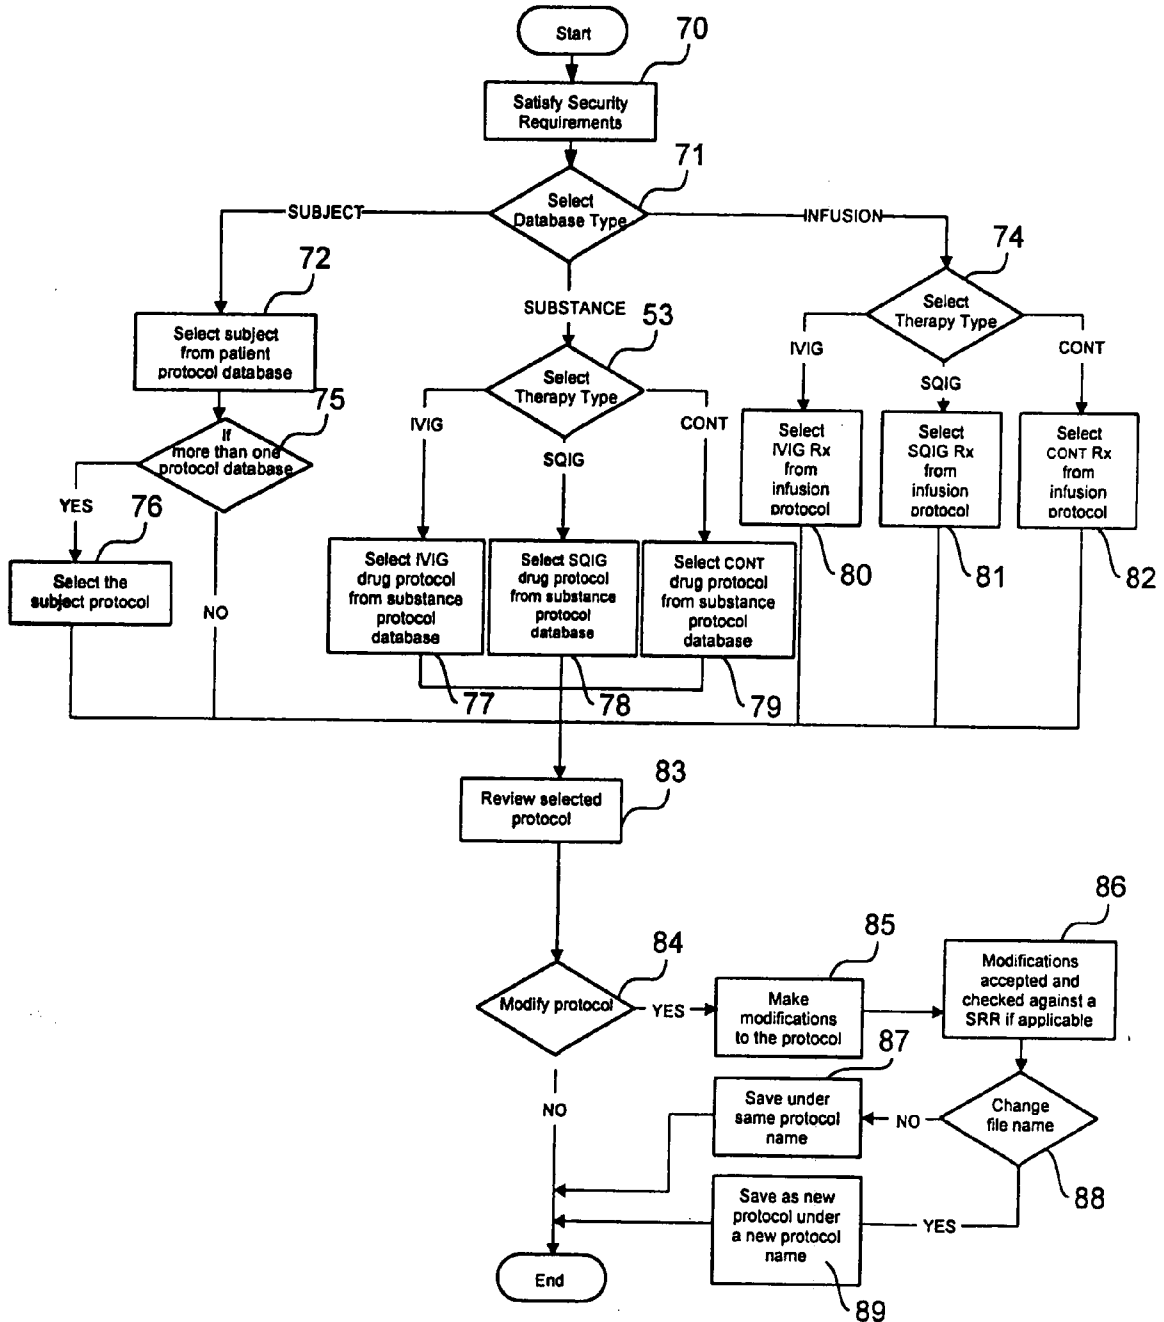 Start
70
Satisfy Security
Requirements
71
Select
Database Type
SUBJECT
INFUSION
SUBSTANCE
72
Select subject
from patient
protocol database
74
Select
Therapy Type
53
Select
Therapy Type
IVIG
SQIG
CONT
75
If
more than one
protocol database
IVIG
SQIG
CONT
YES
NO
76
Select the
subject protocol
Select IVIG
drug protocol
from substance
protocol
database
77
Select SQIG
drug protocol
from substance
protocol
database
78
Select CONT
drug protocol
from substance
protocol
database
79
Select
IVIG Rx
from
infusion
protocol
80
Select
SQIG Rx
from
infusion
protocol
81
Select
CONT Rx
from
infusion
protocol
82
83
Review selected
protocol
84
Modify protocol
YES
NO
85
Make
modifications
to the protocol
86
Modifications
accepted and
checked against a
SRR if applicable
87
Save under
same protocol
name
NO
Change
file name
88
YES
Save as new
protocol under
a new protocol
name
89
End